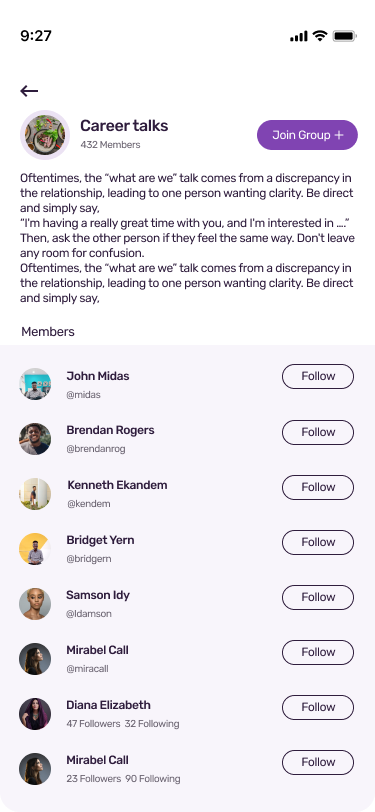 9:27
Career talks
432 Members
Join Group +
Oftentimes, the “what are we” talk comes from a discrepancy in
the relationship, leading to one person wanting clarity. Be direct
and simply say,
“I'm having a really great time with you, and I'm interested in ....”
Then, ask the other person if they feel the same way. Don't leave
any room for confusion.
Oftentimes, the “what are we” talk comes from a discrepancy in
the relationship, leading to one person wanting clarity. Be direct
and simply say,
Members
John Midas
@midas
Follow
Brendan Rogers
@brendanrog
Follow
Kenneth Ekandem
@kendem
Follow
Bridget Yern
@bridgern
Follow
Samson Idy
@Idamson
Follow
Mirabel Call
@miracall
Follow
Diana Elizabeth
47 Followers 32 Following
Follow
Mirabel Call
23 Followers 90 Following
Follow